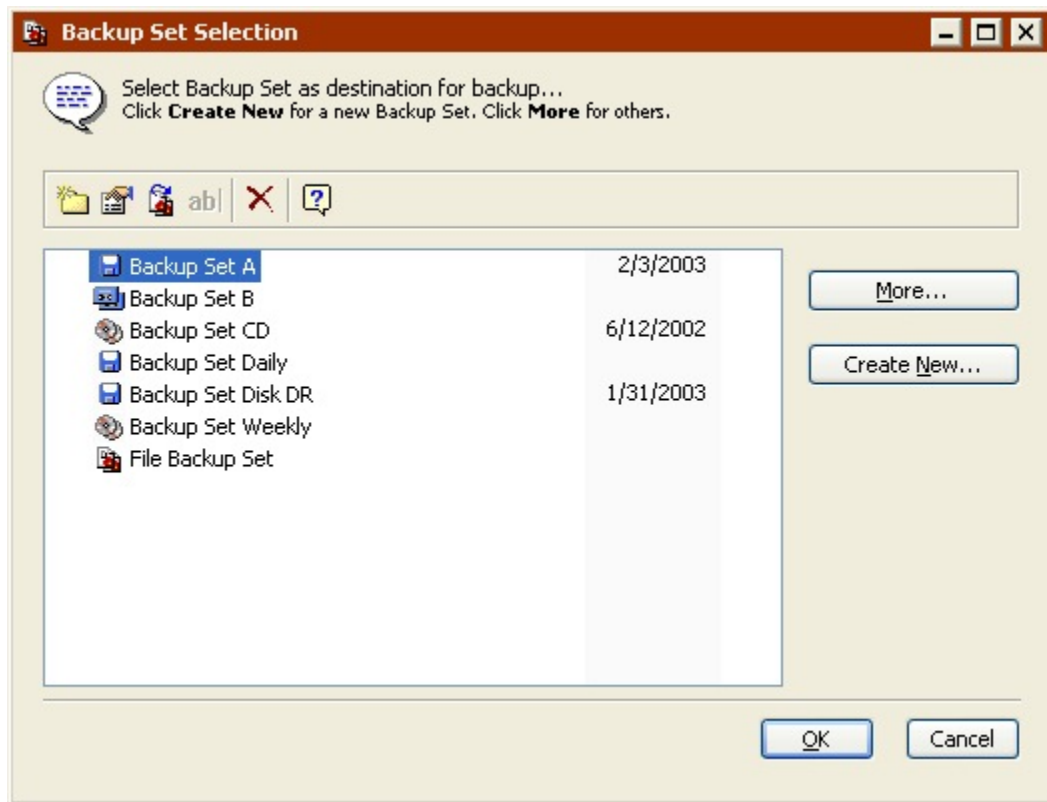 Backup Set Selection
Select Backup Set as destination for backup...
Click Create New for a new Backup Set. Click More for others.
ab|
Backup Set A 2/3/2003
Backup Set B
Backup Set CD 6/12/2002
Backup Set Daily
Backup Set Disk DR 1/31/2003
Backup Set Weekly
File Backup Set
More...
Create New...
OK Cancel